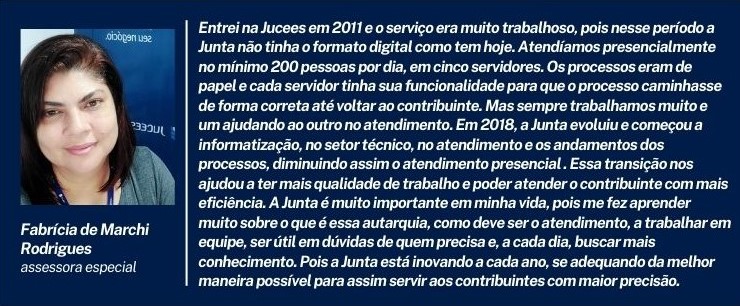 seu negócio.
Jucees
Fabrícia de Marchi
Rodrigues
assessora especial
Entrei na Jucees em 2011 e o serviço era muito trabalhoso, pois nesse período a
Junta não tinha o formato digital como tem hoje. Atendíamos presencialmente
no mínimo 200 pessoas por dia, em cinco servidores. Os processos eram de
papel e cada servidor tinha sua funcionalidade para que o processo caminhasse
de forma correta até voltar ao contribuinte. Mas sempre trabalhamos muito e
um ajudando ao outro no atendimento. Em 2018, a Junta evoluiu e começou a
informatização, no setor técnico, no atendimento e os andamentos dos
processos, diminuindo assim o atendimento presencial . Essa transição nos
ajudou a ter mais qualidade de trabalho e poder atender o contribuinte com mais
eficiência. A Junta é muito importante em minha vida, pois me fez aprender
muito sobre o que é essa autarquia, como deve ser o atendimento, a trabalhar em
equipe, ser útil em dúvidas de quem precisa e, a cada dia, buscar mais
conhecimento. Pois a Junta está inovando a cada ano, se adequando da melhor
maneira possível para assim servir aos contribuintes com maior precisão.